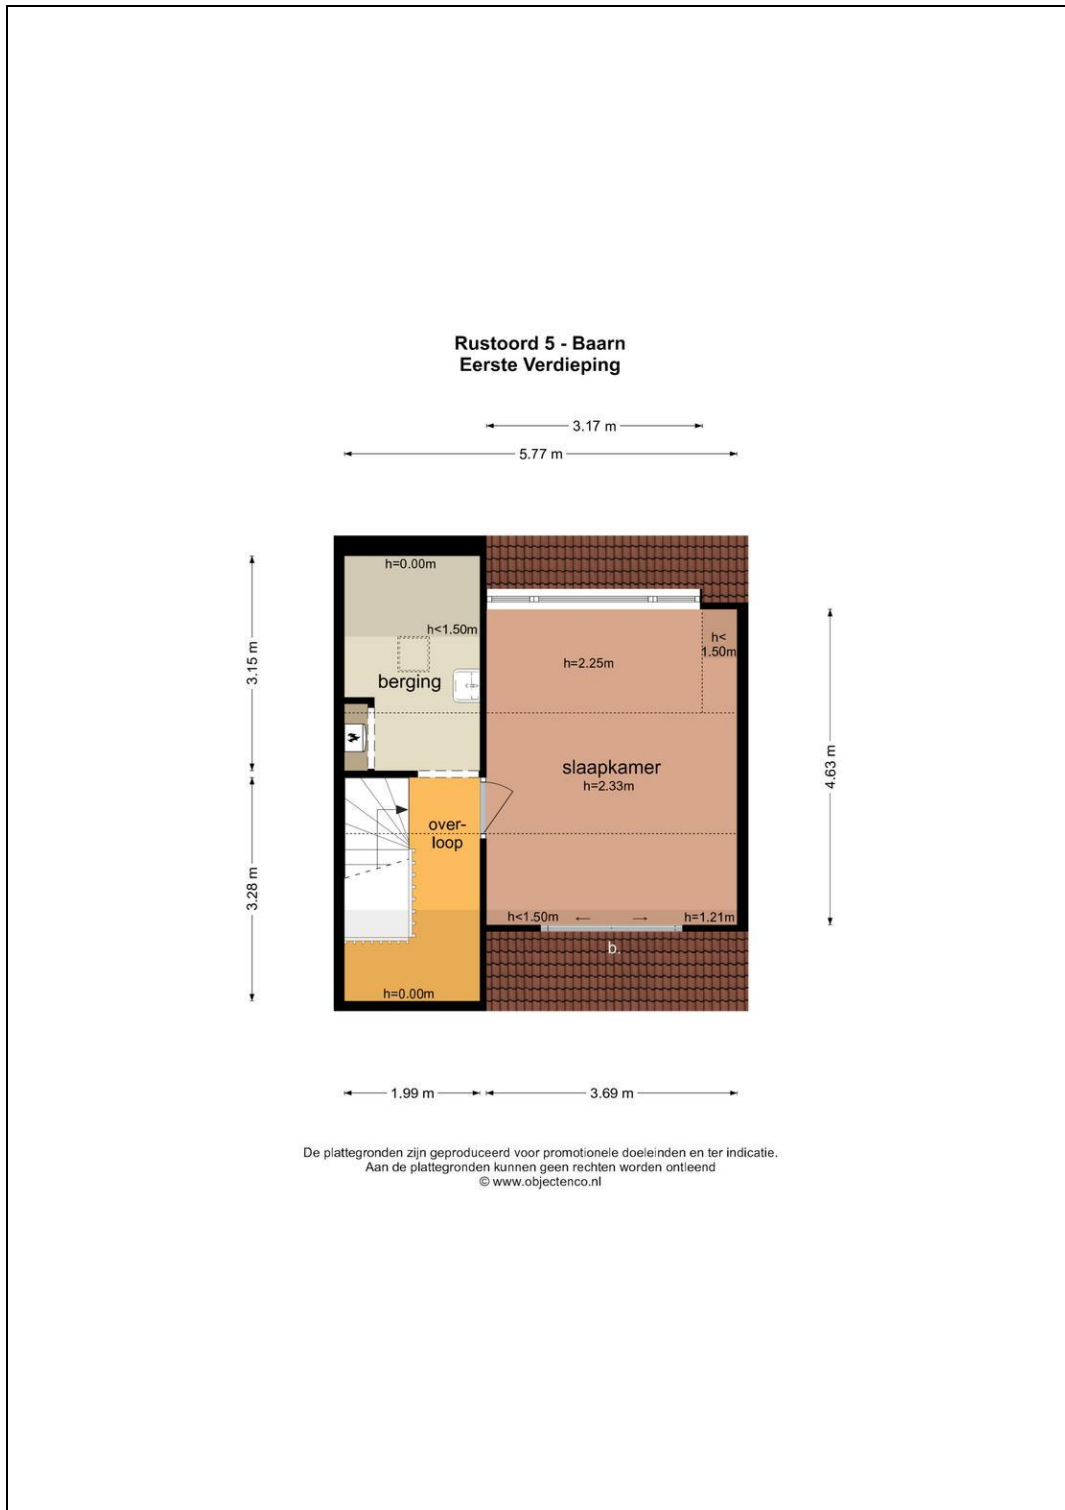 Rustoord 5 - Baarn
Eerste Verdieping
3.17 m
5.77 m
h=0.00m
h<1.50m
h<
1.50m
h=2.25m
3.15 m
berging
4.63 m
slaapkamer
h=2.33m
over-
loop
3.28 m
h<1.50m
h=1.21m
b.
h=0.00m
1.99 m
3.69 m
De plattegronden zijn geproduceerd voor promotionele doeleinden en ter indicatie.
Aan de plattegronden kunnen geen rechten worden ontleend
© www.objectenco.nl